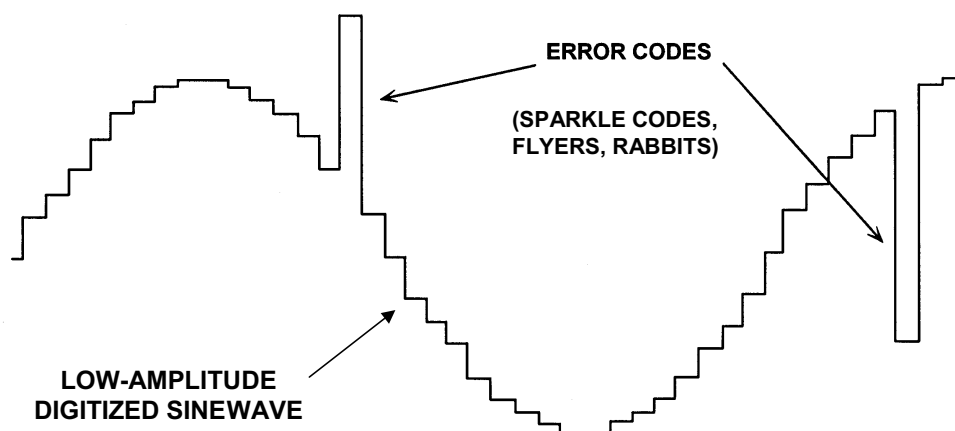 ERROR CODES
(SPARKLE CODES,
FLYERS, RABBITS)
LOW-AMPLITUDE
DIGITIZED SINEWAVE